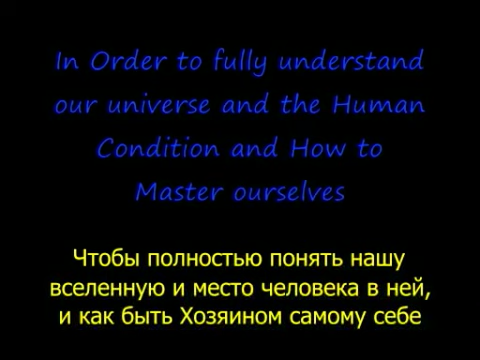 In Order to fully understand
our universe and the Human
Condition and How to
Master ourselves
Чтобы полностью понять нашу
вселенную и место человека в ней,
и как быть Хозяином самому себе